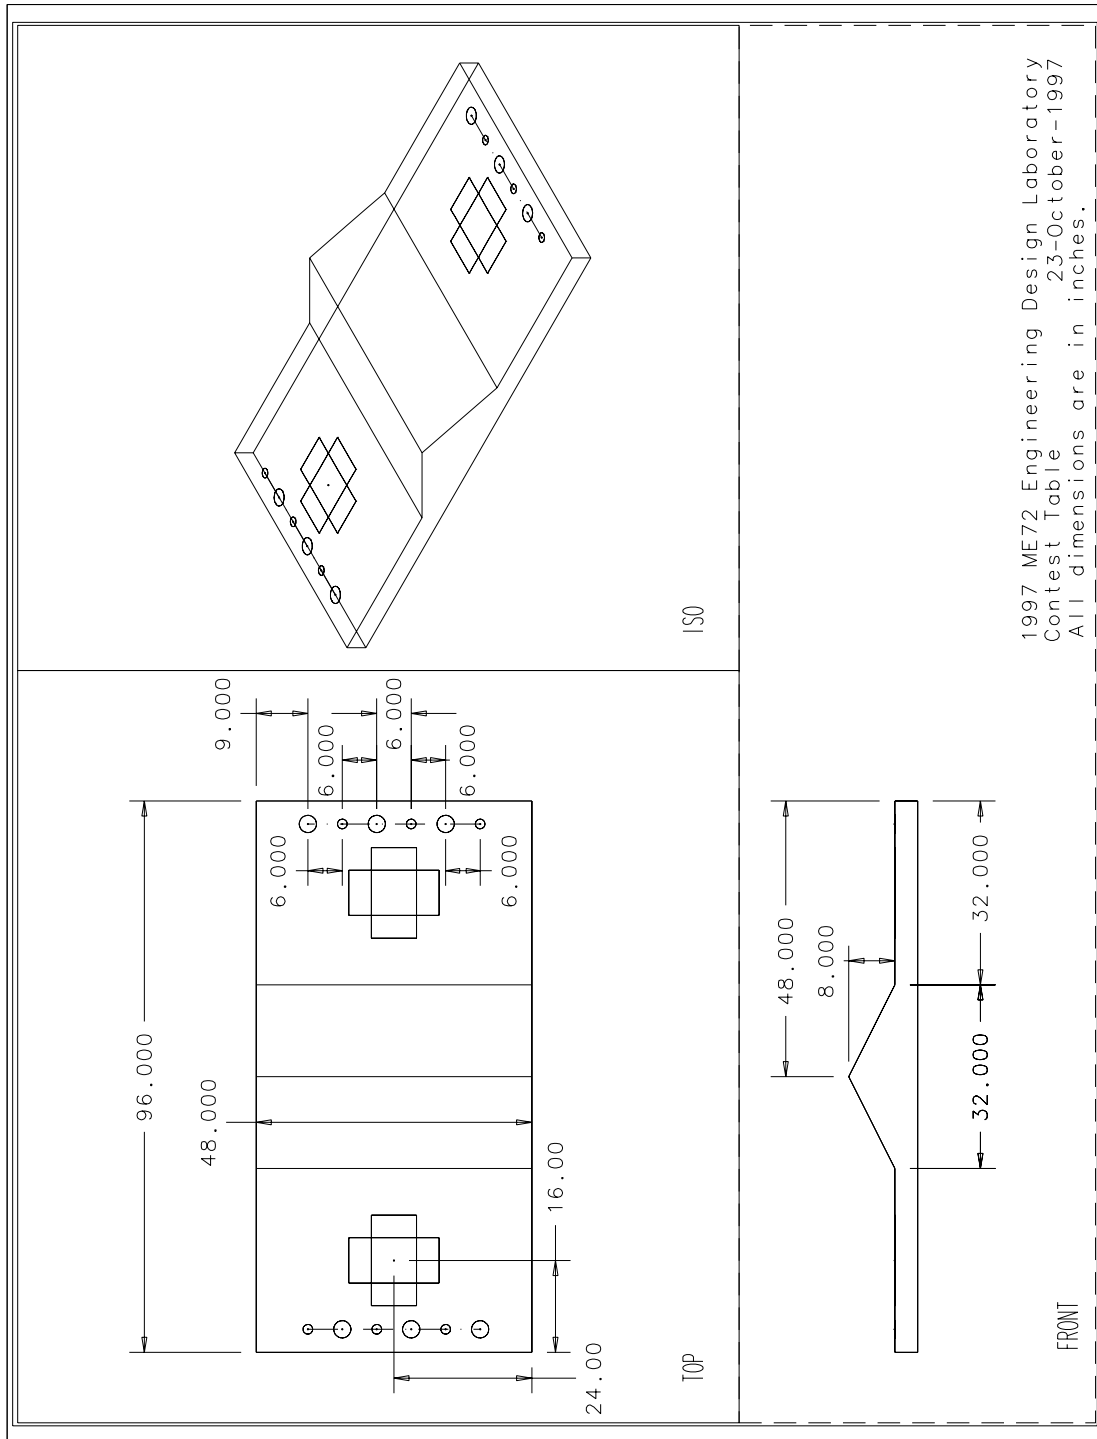 1997 ME72 Engineering Design Laboratory
Contest Table 23-October-1997
All dimensions are in inches.
ISO
9.000
6.000
6.000
6.000
6.000
6.000
96.000
48.000
16.00
24.00
TOP
48.000
8.000
32.000
32.000
FRONT